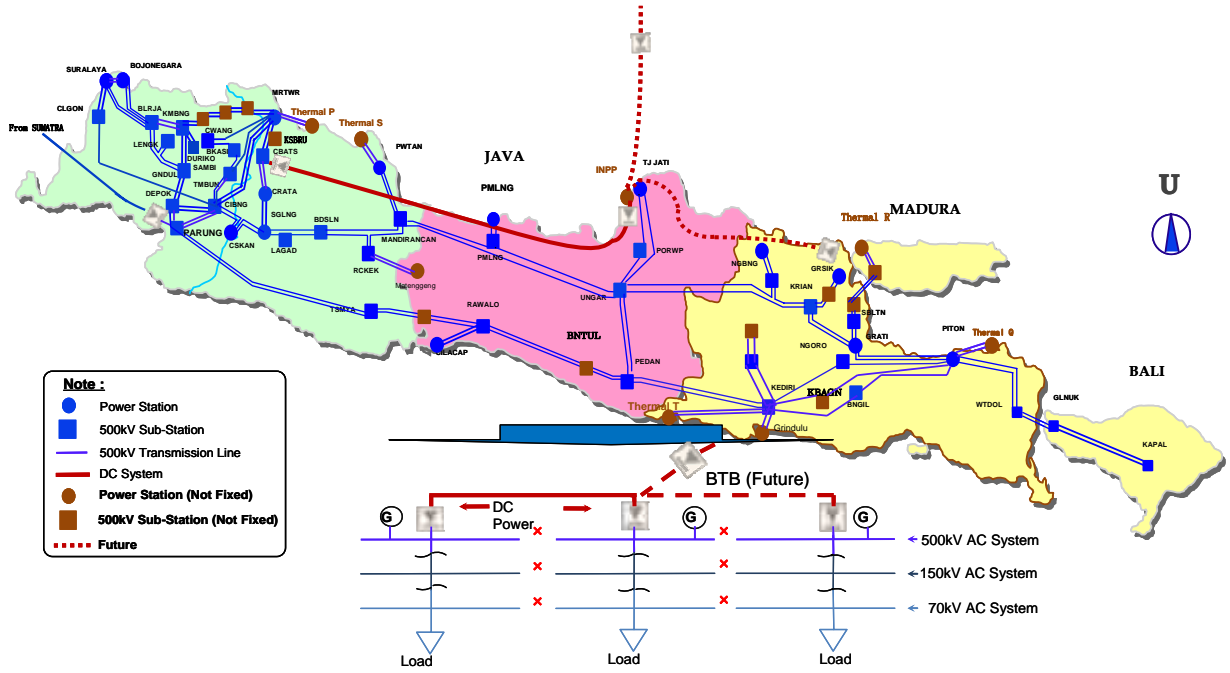 SURALAYA
BOJONEGARA
CLGON
BLRJA
KMBNG
MRTWR
Thermal P
Thermal S
From SUMATRA
LENGK
CWANG
DURIKO
BKASI
KSBRU
CBATS
PWTAN
GNDUL
SAMBI
TMBUN
DEPOK
CIBNG
CRATA
SGLNG
BDSLN
PARUNG
CSKAN
LAGAD
MANDIRANCAN
RCKEK
JAVA
PMLNG
PMLNG
INPP
TJ JATI
PORWP
UNGAR
TSMYA
RAWALO
CILACAP
BNTUL
PEDAN
Thermal T
Thermal R
MADURA
U
NGBNG
GRSIK
KRIAN
SBLTN
NGORO
GRATI
PITON
Thermal G
KEDIRI
KBAGN
BNGIL
Grindulu
WTDOL
GLNUK
BALI
KAPAL
Note :
Power Station
500kV Sub-Station
500kV Transmission Line
DC System
Power Station (Not Fixed)
500kV Sub-Station (Not Fixed)
Future
BTB (Future)
DC
Power
G
G
G
500kV AC System
150kV AC System
70kV AC System
Load
Load
Load